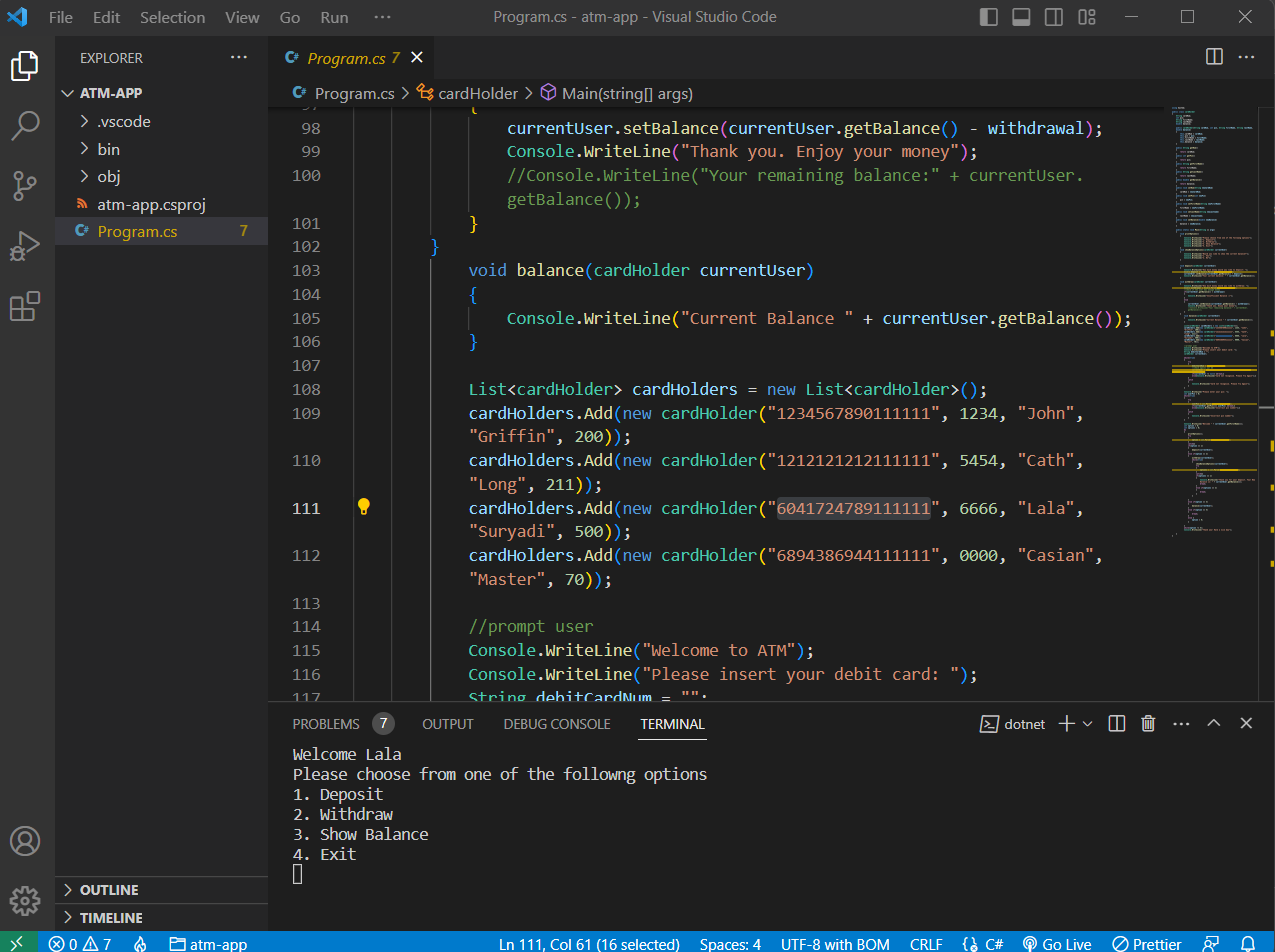 File Edit Selection View Go Run ··· Program.cs - atm-app - Visual Studio Code
EXPLORER ···
ATM-APP
.vscode
bin
obj
atm-app.csproj
C# Program.cs 7
C# Program.cs 7
C# Program.cs > cardHolder > Main(string[] args)
97 {
98 currentUser.setBalance(currentUser.getBalance() - withdrawal);
99 Console.WriteLine("Thank you. Enjoy your money");
100 //Console.WriteLine("Your remaining balance:" + currentUser.
getBalance());
101 }
102 }
103 void balance(cardHolder currentUser)
104 {
105 Console.WriteLine("Current Balance " + currentUser.getBalance());
106 }
107
108 List<cardHolder> cardHolders = new List<cardHolder>();
109 cardHolders.Add(new cardHolder("1234567890111111", 1234, "John",
"Griffin", 200));
110 cardHolders.Add(new cardHolder("1212121212111111", 5454, "Cath",
"Long", 211));
111 cardHolders.Add(new cardHolder("6041724789111111", 6666, "Lala",
"Suryadi", 500));
112 cardHolders.Add(new cardHolder("6894386944111111", 0000, "Casian",
"Master", 70));
113
114 //prompt user
115 Console.WriteLine("Welcome to ATM");
116 Console.WriteLine("Please insert your debit card: ");
117 String debitCardNum = "";
PROBLEMS 7 OUTPUT DEBUG CONSOLE TERMINAL dotnet
Welcome Lala
Please choose from one of the followng options
1. Deposit
2. Withdraw
3. Show Balance
4. Exit
OUTLINE
TIMELINE
0 7 atm-app Ln 111, Col 61 (16 selected) Spaces: 4 UTF-8 with BOM CRLF C# Go Live Prettier